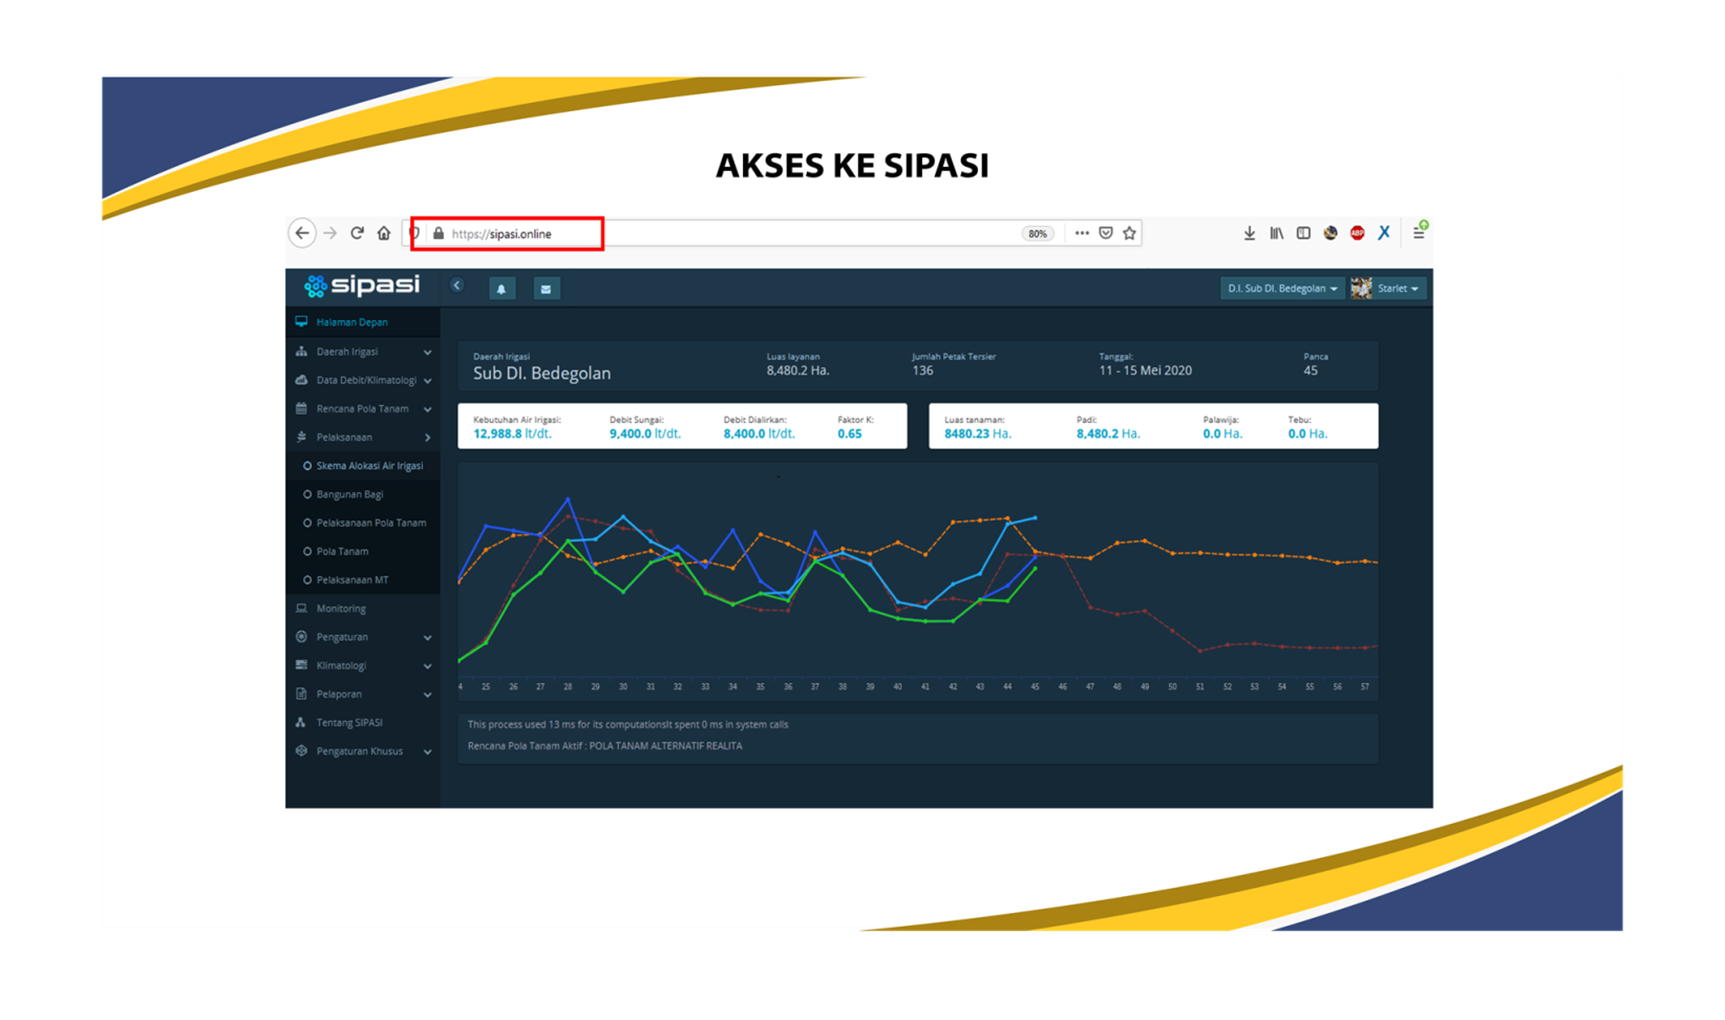 AKSES KE SIPASI
https://sipasi.online
80%
ABP
sipasi
D.I. Sub DI. Bedegolan
Starlet
Halaman Depan
Daerah Irigasi
Data Debit/Klimatologi
Rencana Pola Tanam
Pelaksanaan
Skema Alokasi Air Irigasi
Bangunan Bagi
Pelaksanaan Pola Tanam
Pola Tanam
Pelaksanaan MT
Monitoring
Pengaturan
Klimatologi
Pelaporan
Tentang SIPASI
Pengaturan Khusus
Daerah Irigasi Luas layanan Jumlah Petak Tersier Tanggal: Panca
Sub DI. Bedegolan 8,480.2 Ha. 136 11 - 15 Mei 2020 45
Kebutuhan Air Irigasi: Debit Sungai: Debit Dialirkan: Faktor K:
12,988.8 lt/dt. 9,400.0 lt/dt. 8,400.0 lt/dt. 0.65
Luas tanaman: Padi: Palawija: Tebu:
8480.23 Ha. 8,480.2 Ha. 0.0 Ha. 0.0 Ha.
4 25 26 27 28 29 30 31 32 33 34 35 36 37 38 39 40 41 42 43 44 45 46 47 48 49 50 51 52 53 54 55 56 57
This process used 13 ms for its computationsIt spent 0 ms in system calls
Rencana Pola Tanam Aktif : POLA TANAM ALTERNATIF REALITA